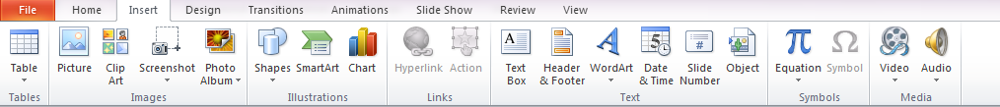 File Home Insert Design Transitions Animations Slide Show Review View
Table Picture Clip Art Screenshot Photo Album Shapes SmartArt Chart Hyperlink Action Text Box Header & Footer WordArt Date & Time Slide Number Object Equation Symbol Video Audio
Tables Images Illustrations Links Text Symbols Media